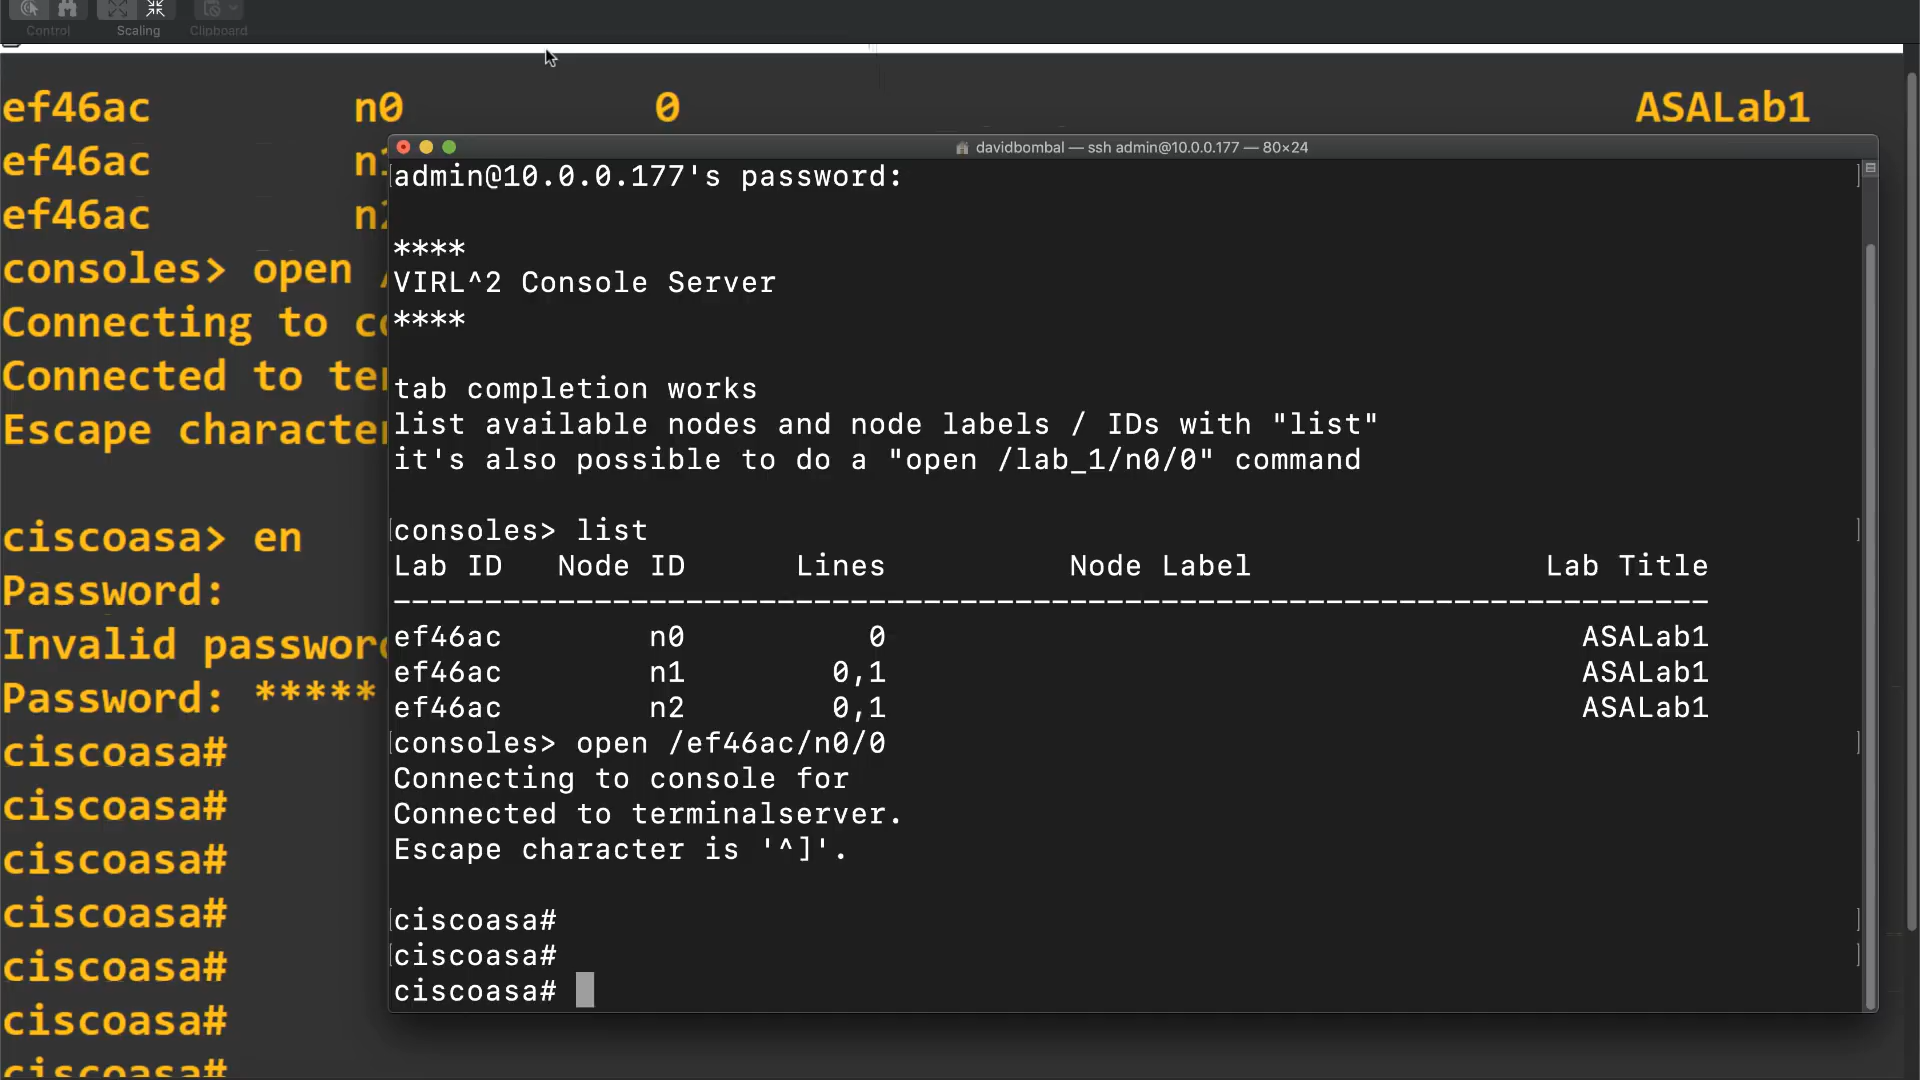 Control Scaling Clipboard
ef46ac n0 0 ASALab1
ef46ac
ef46ac
consoles> open
Connecting to
Connected to
Escape
ciscoasa> en
Password:
Invalid
Password: *****
ciscoasa#
ciscoasa#
ciscoasa#
ciscoasa#
ciscoasa#
ciscoasa#
ciscoasa#
davidbombal — ssh admin@10.0.0.177 — 80×24
admin@10.0.0.177's password:
****
VIRL^2 Console Server
****
tab completion works
list available nodes and node labels / IDs with "list"
it's also possible to do a "open /lab_1/n0/0" command
consoles> list
Lab ID Node ID Lines Node Label Lab Title
------------------------------------------------------------------------
ef46ac n0 0 ASALab1
ef46ac n1 0,1 ASALab1
ef46ac n2 0,1 ASALab1
consoles> open /ef46ac/n0/0
Connecting to console for
Connected to terminalserver.
Escape character is '^]'.
ciscoasa#
ciscoasa#
ciscoasa#